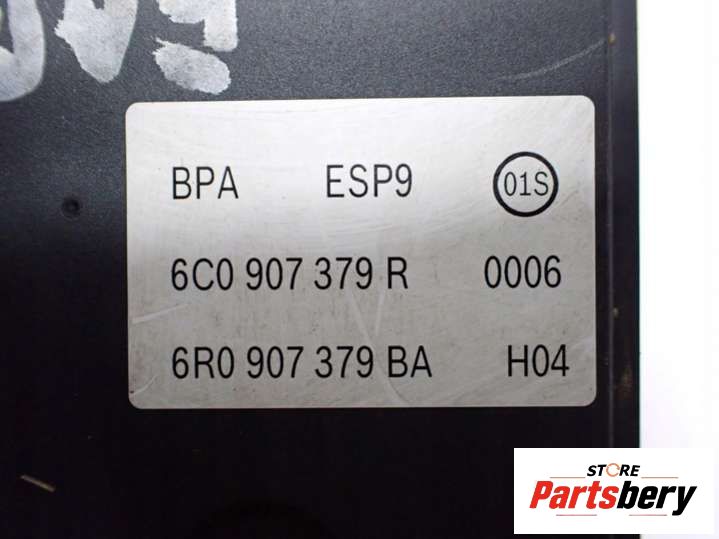 BPA ESP9 01S
6C0 907 379 R 0006
6R0 907 379 BA H04
STORE
Partsbery